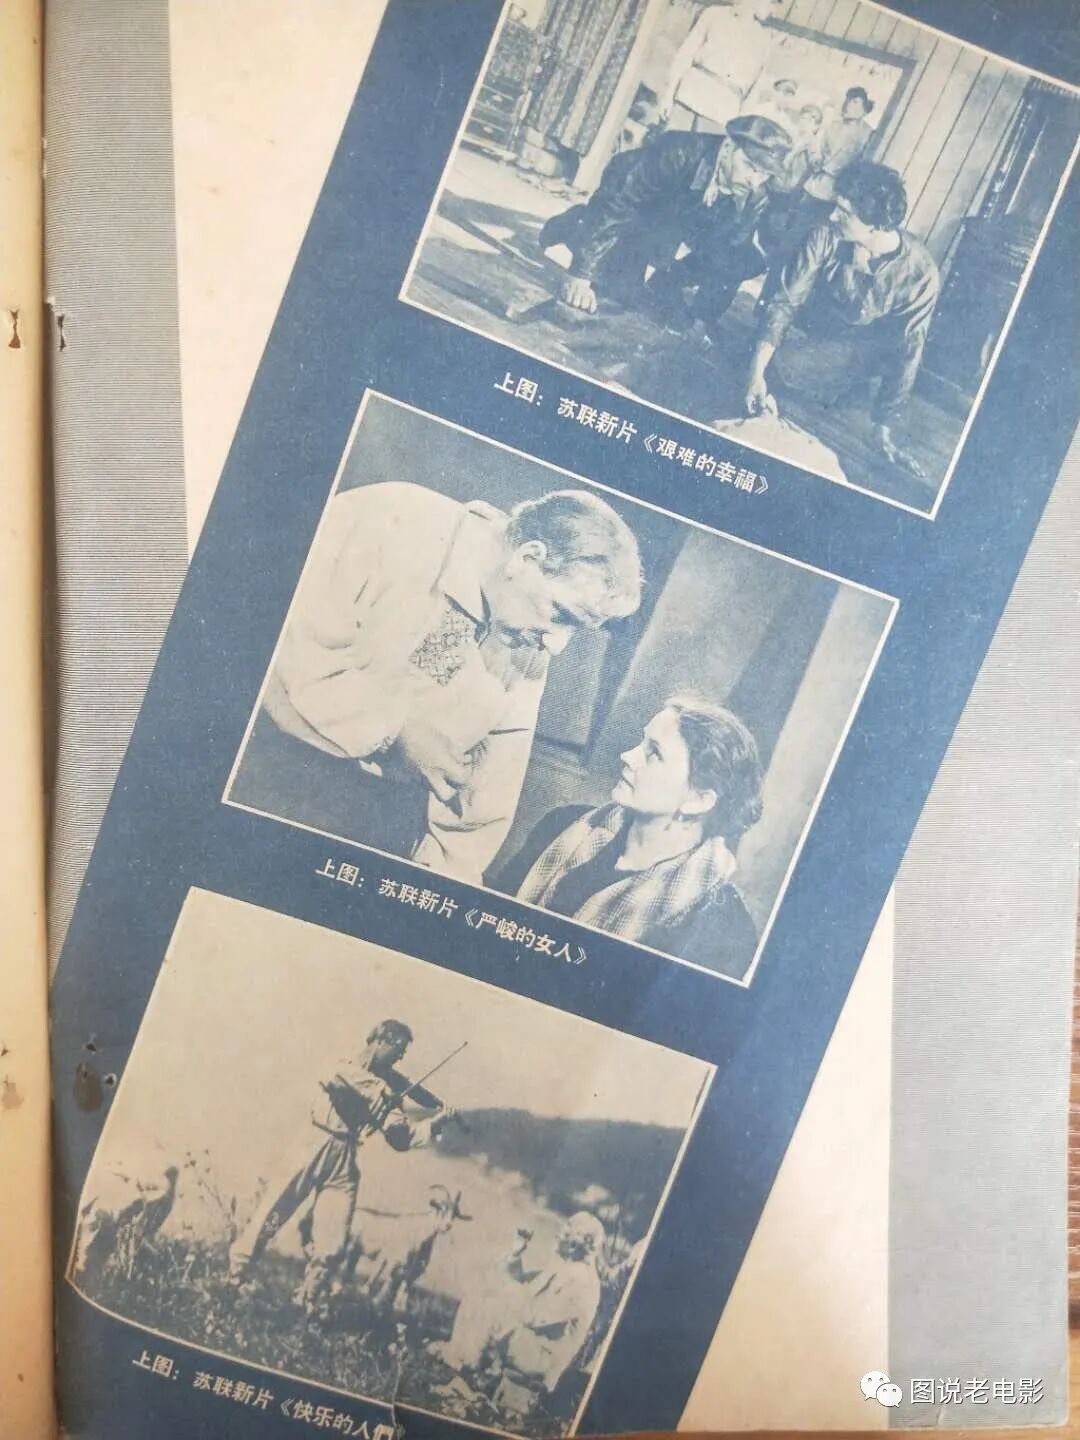 上图：苏联新片《艰难的幸福》
上图：苏联新片《严峻的女人》
上图：苏联新片《快乐的人們》
图说老电影